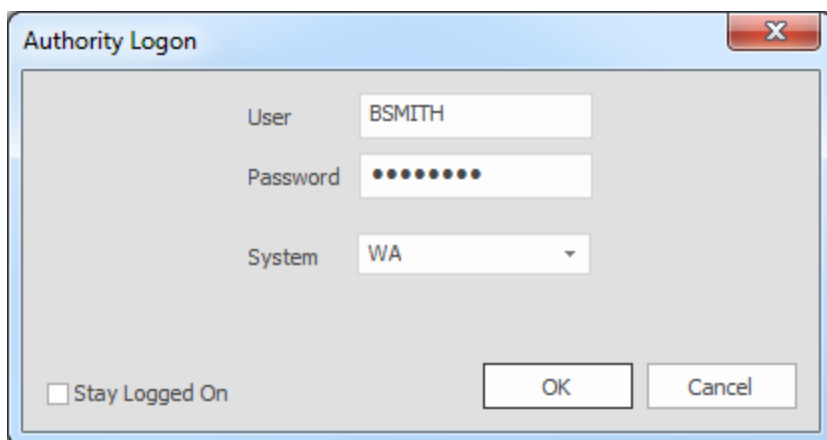 Authority Logon
User BSMITH
Password ●●●●●●●●
System WA
Stay Logged On OK Cancel